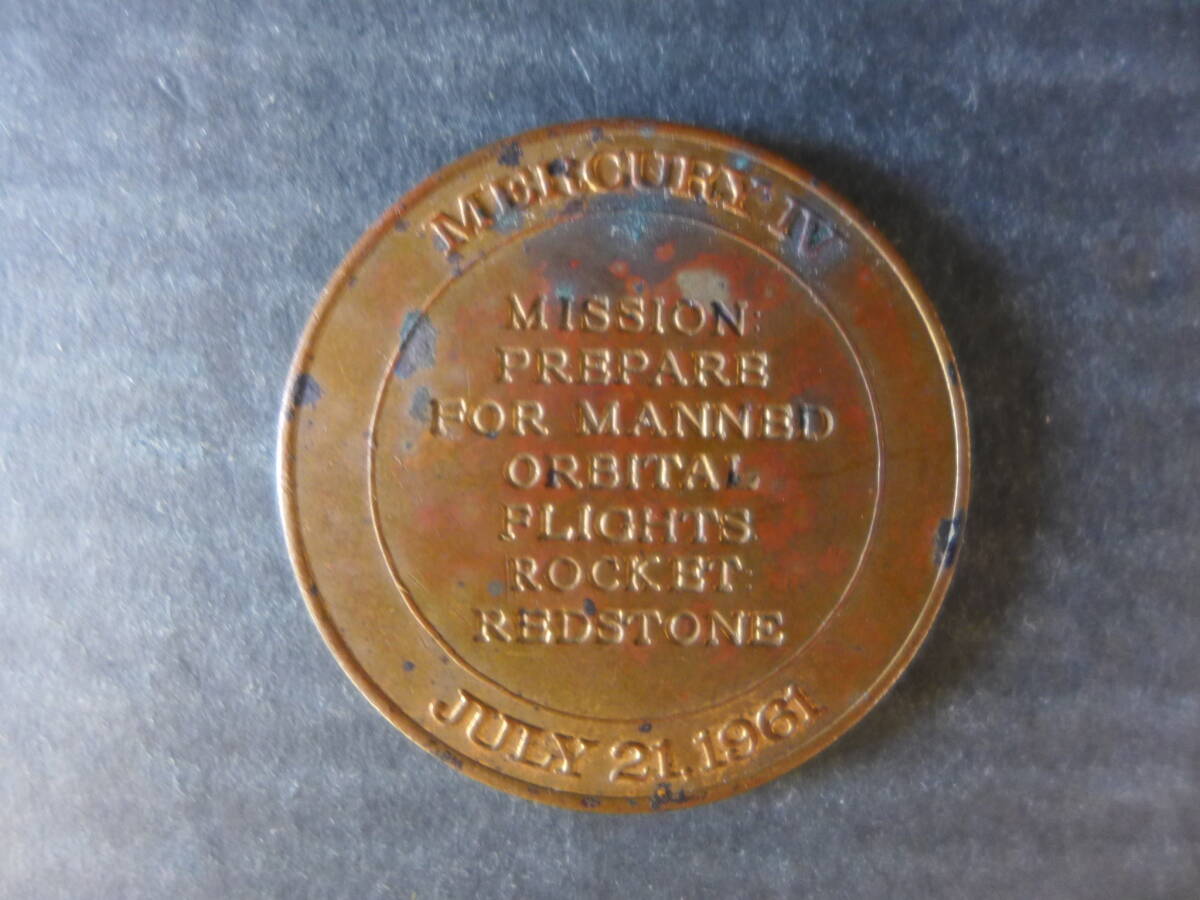 MERCURY IV
MISSION:
PREPARE
FOR MANNED
ORBITAL
FLIGHTS.
ROCKET:
REDSTONE
JULY 21, 1961